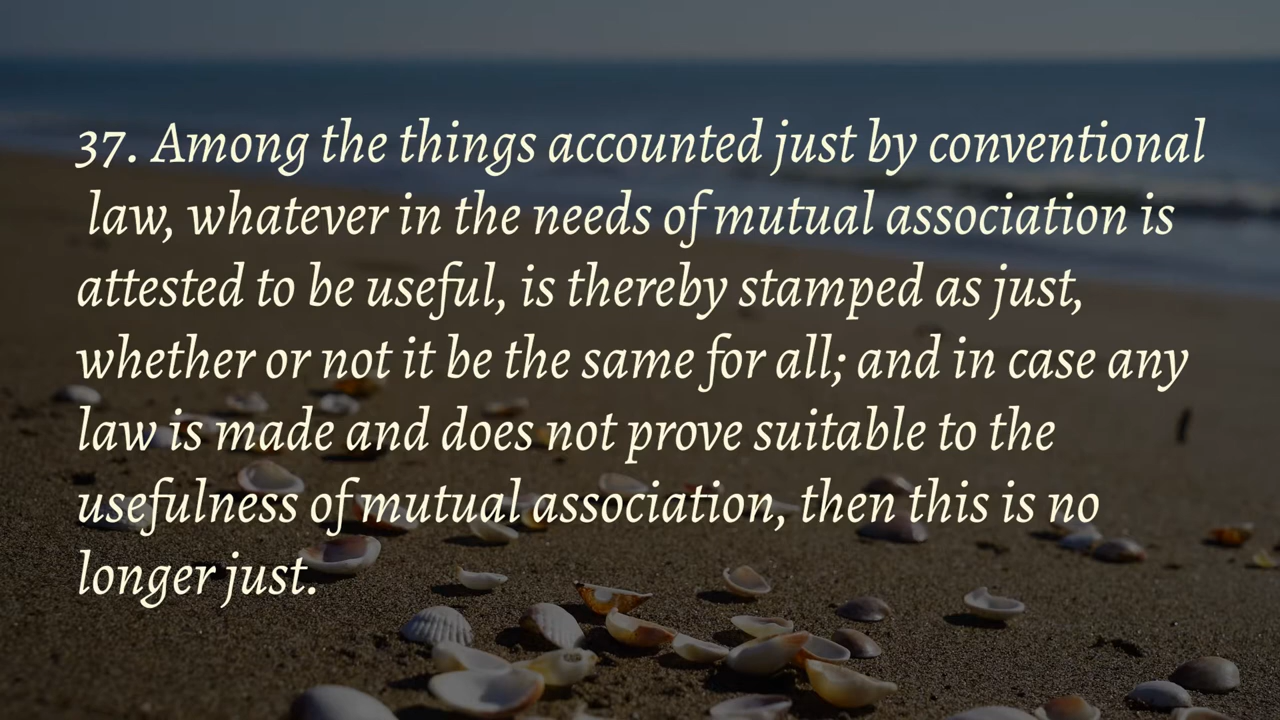 37. Among the things accounted just by conventional
law, whatever in the needs of mutual association is
attested to be useful, is thereby stamped as just,
whether or not it be the same for all; and in case any
law is made and does not prove suitable to the
usefulness of mutual association, then this is no
longer just.